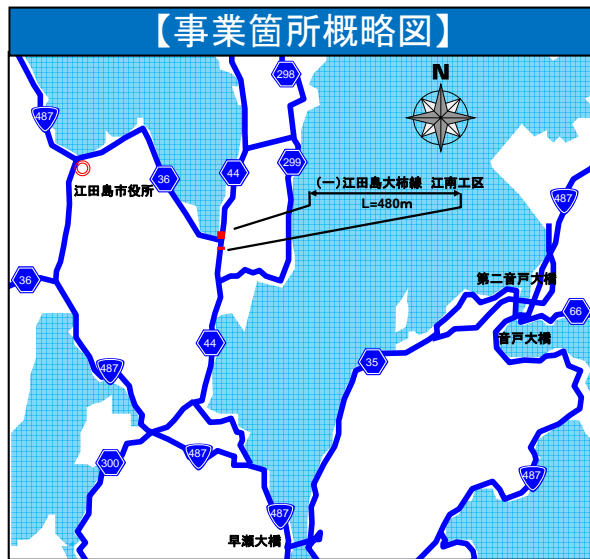 【事業箇所概略図】
298
N
487
44
299
36
江田島市役所
(一)江田島大柿線 江南工区
L=480m
487
36
第二音戸大橋
66
音戸大橋
44
35
487
300
487
487
487
早瀬大橋